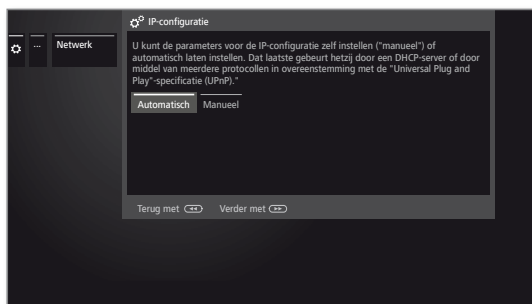 IP-configuratie
... Netwerk
U kunt de parameters voor de IP-configuratie zelf instellen ("manueel") of
automatisch laten instellen. Dat laatste gebeurt hetzij door een DHCP-server of door
middel van meerdere protocollen in overeenstemming met de "Universal Plug and
Play"-specificatie (UPnP)."
Automatisch Manueel
Terug met Verder met